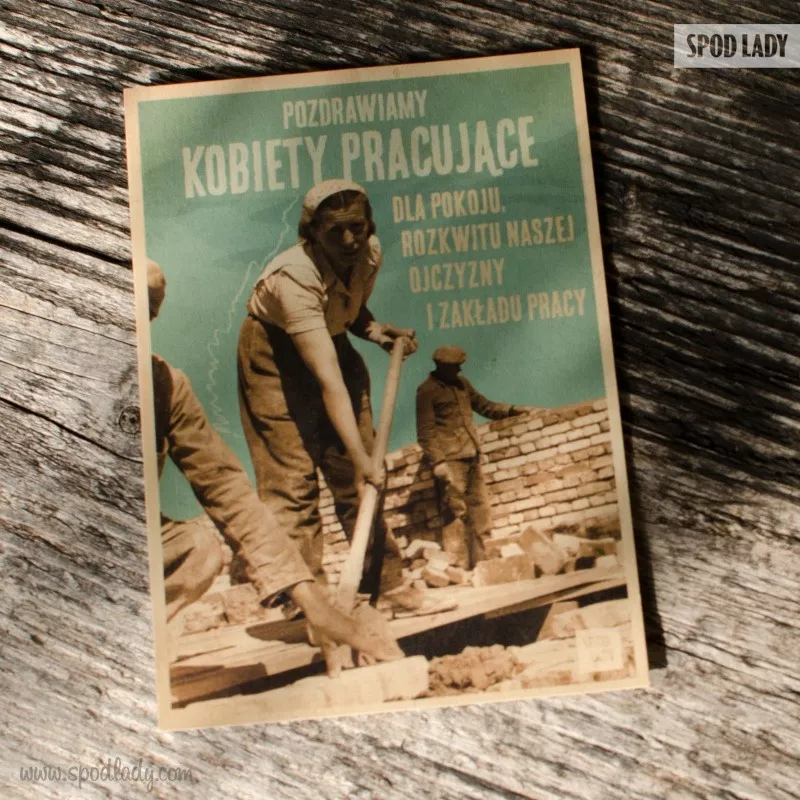 SPOD LADY
POZDRAWIAMY
KOBIETY PRACUJĄCE
DLA POKOJU,
ROZKWITU NASZEJ
OJCZYZNY
I ZAKŁADU PRACY
www.spodlady.com